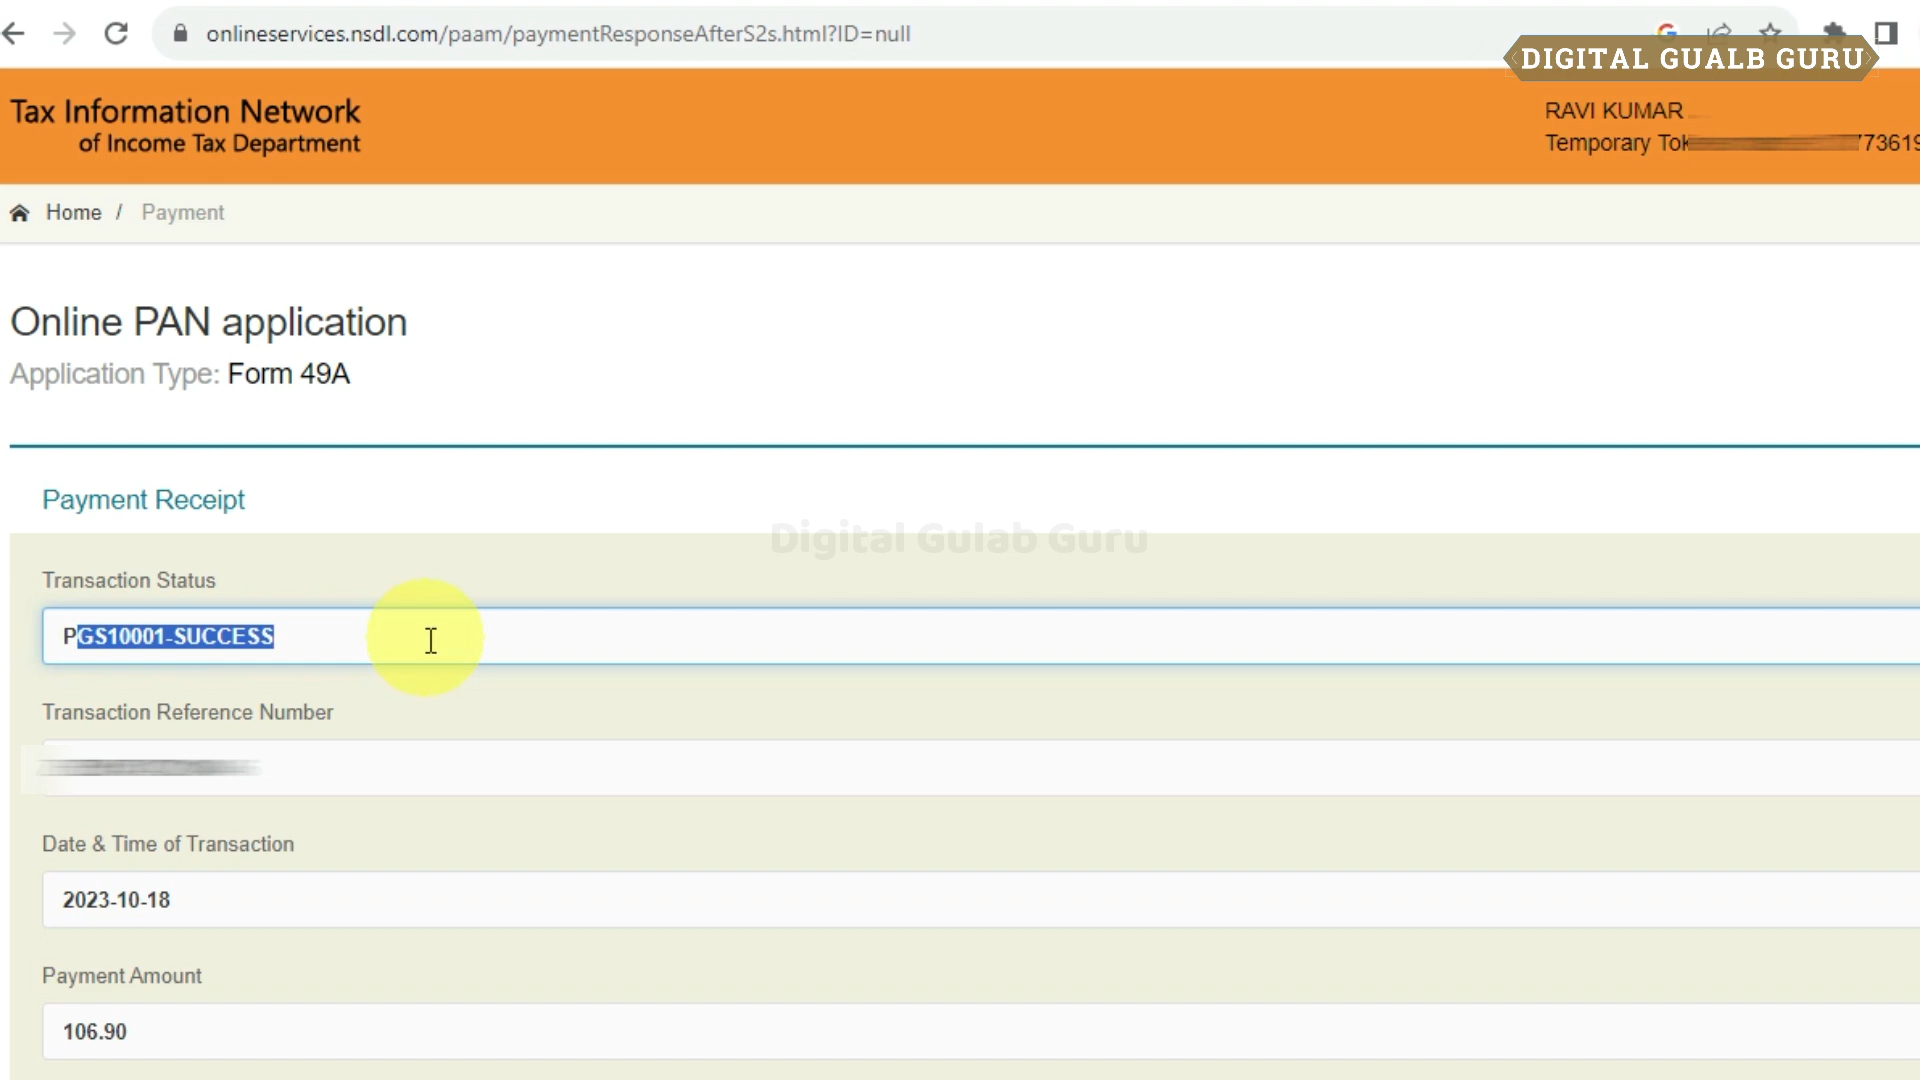 onlineservices.nsdl.com/paam/paymentResponseAfterS2s.html?ID=null
DIGITAL GUALB GURU
Tax Information Network
of Income Tax Department
RAVI KUMAR
Temporary Tok 773619
Home / Payment
Online PAN application
Application Type: Form 49A
Payment Receipt
Digital Gulab Guru
Transaction Status
PGS10001-SUCCESS
Transaction Reference Number
Date & Time of Transaction
2023-10-18
Payment Amount
106.90